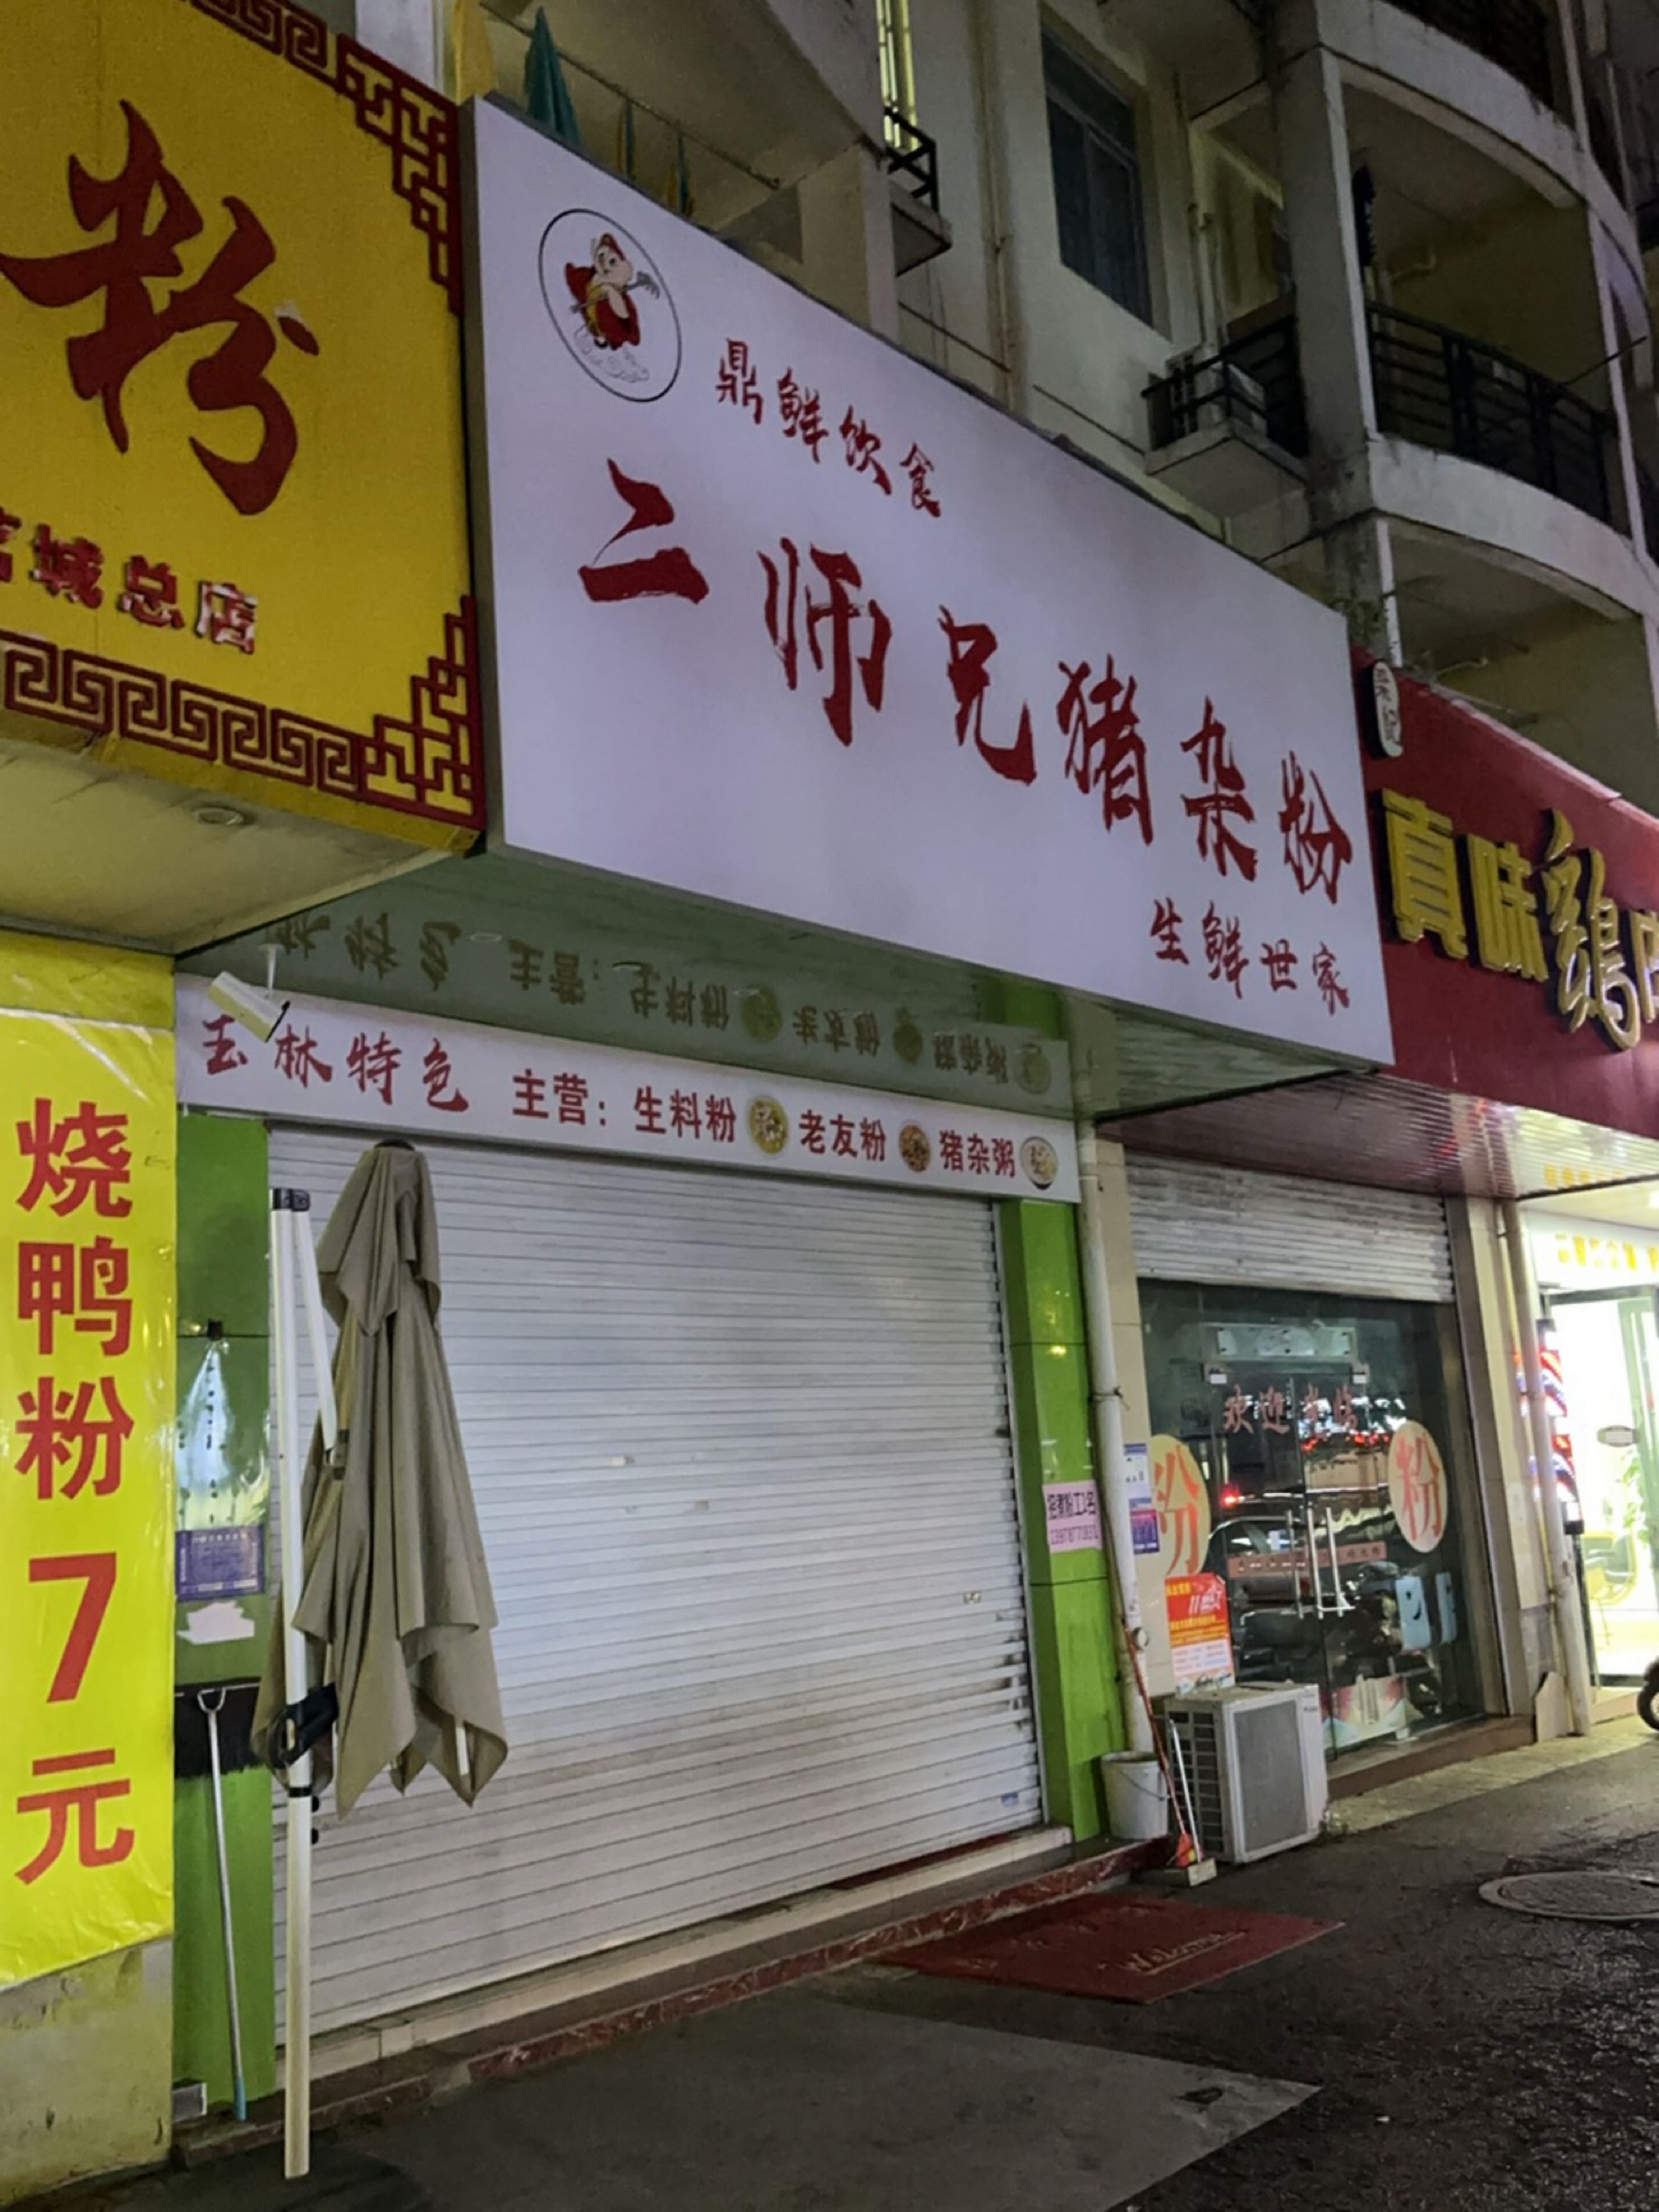 粉
城总店
鼎鲜饮食
二师兄猪杂粉
生鲜世家
真味鷄
玉林特色 主营：生料粉 老友粉 猪杂粥
烧鸭粉7元
欢迎光临
粉
粉
Welcome